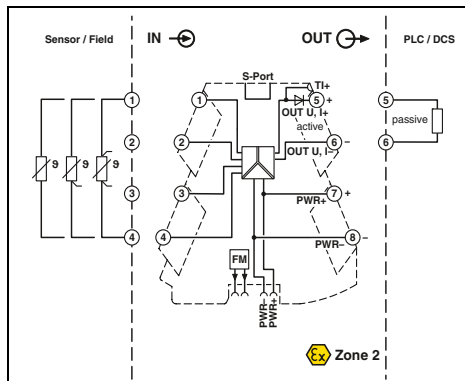 Sensor / Field
IN
OUT
PLC / DCS
S-Port
TI+
1
1
5
+
5
OUT U, I+
active
passive
2
2
6
–
6
OUT U, I–
ϑ
ϑ
ϑ
3
3
7
+
PWR+
4
4
8
–
PWR–
FM
PWR–
PWR+
Ex
Zone 2